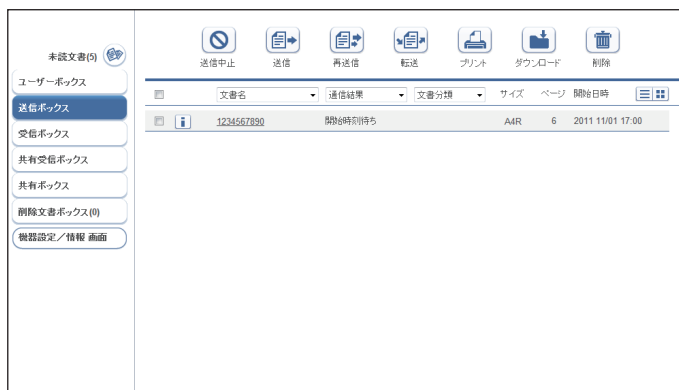 未読文書(5)
送信中止 送信 再送信 転送 プリント ダウンロード 削除
ユーザーボックス
送信ボックス
受信ボックス
共有受信ボックス
共有ボックス
削除文書ボックス(0)
機器設定／情報 画面
文書名 通信結果 文書分類 サイズ ページ 開始日時
1234567890 開始時刻待ち A4R 6 2011 11/01 17:00